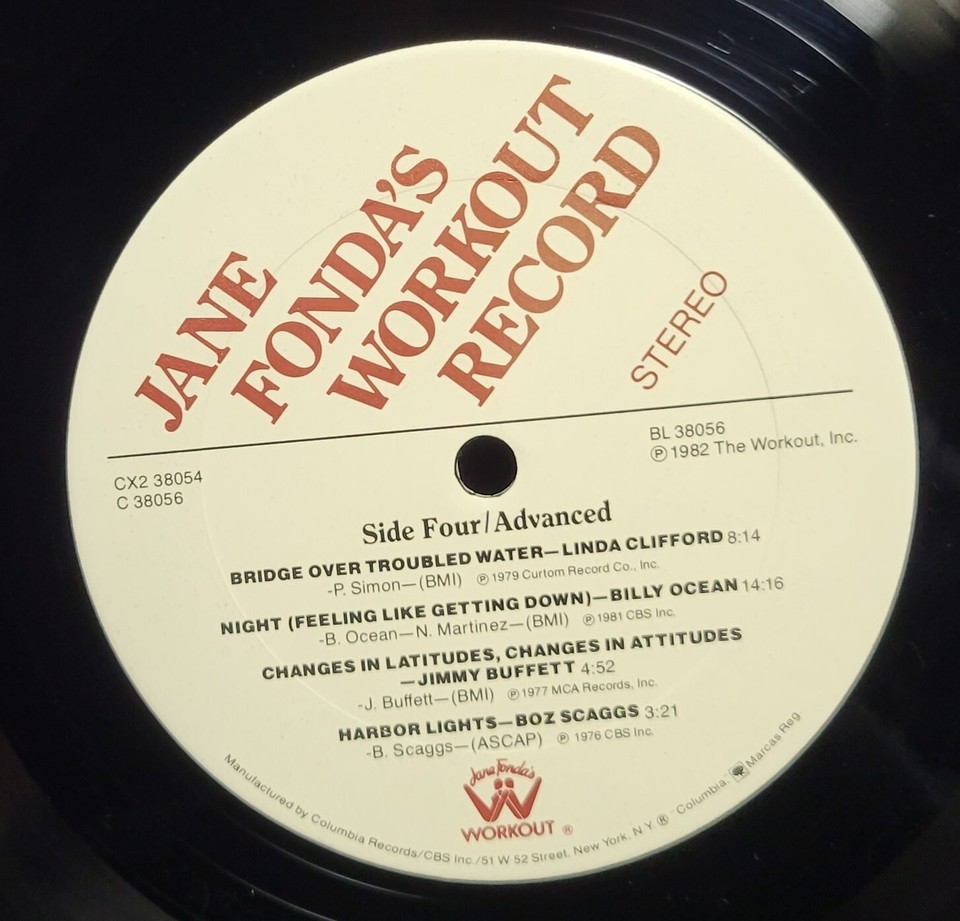 JANE
FONDA'S
WORKOUT
RECORD
STEREO
CX2 38054
C 38056
BL 38056
℗ 1982 The Workout, Inc.
Side Four/Advanced
BRIDGE OVER TROUBLED WATER—LINDA CLIFFORD 8:14
-P. Simon—(BMI) ℗ 1979 Curtom Record Co., Inc.
NIGHT (FEELING LIKE GETTING DOWN)—BILLY OCEAN 14:16
-B. Ocean—N. Martinez—(BMI) ℗ 1981 CBS Inc.
CHANGES IN LATITUDES, CHANGES IN ATTITUDES
—JIMMY BUFFETT 4:52
-J. Buffett—(BMI) ℗ 1977 MCA Records, Inc.
HARBOR LIGHTS—BOZ SCAGGS 3:21
-B. Scaggs—(ASCAP) ℗ 1976 CBS Inc.
Jane Fonda's
WORKOUT ®
Manufactured by Columbia Records/CBS Inc./51 W 52 Street, New York, N Y ® "Columbia," Marcas Reg